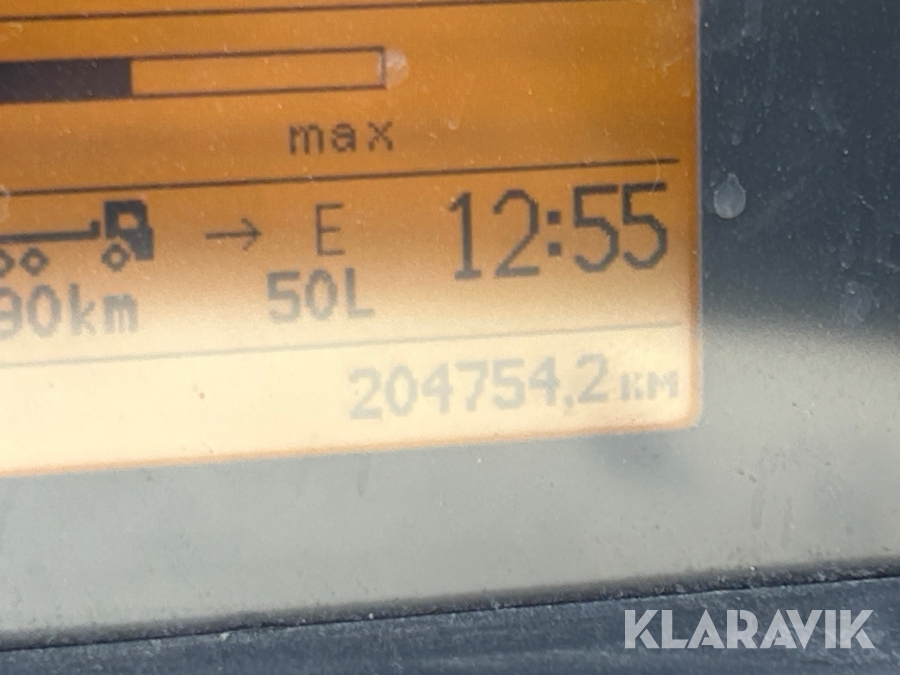 max
→ E 12:55
90km 50L
204754,2 KM
KLARAVIK